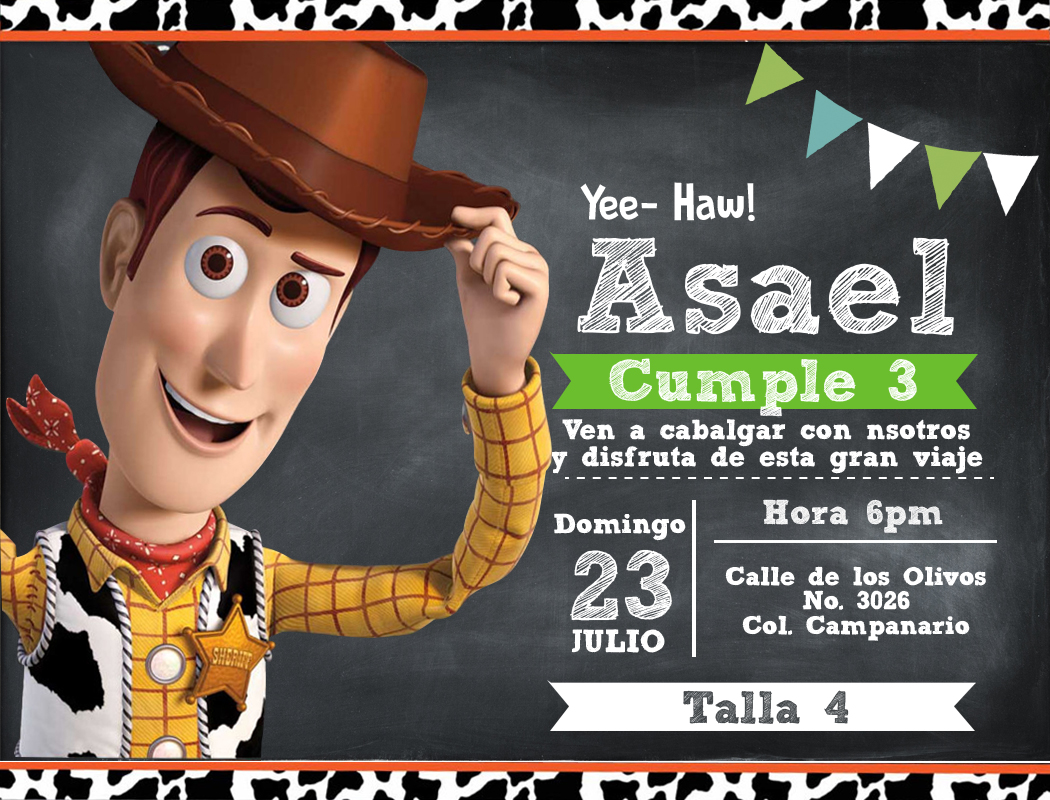 Yee- Haw!
Asael
Cumple 3
Ven a cabalgar con nsotros
y disfruta de esta gran viaje
Domingo
23
JULIO
Hora 6pm
Calle de los Olivos
No. 3026
Col. Campanario
Talla 4
SHERIFF